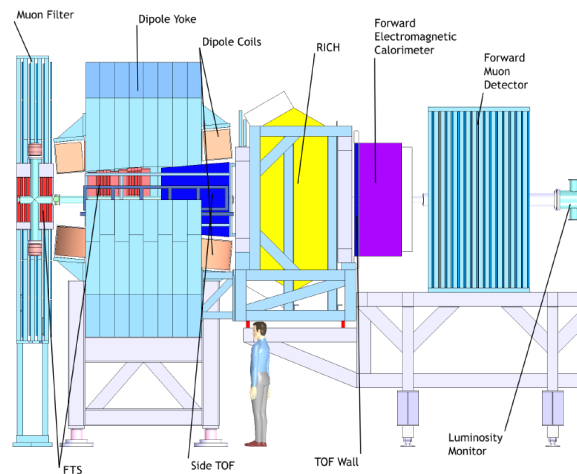 Muon Filter
Dipole Yoke
Dipole Coils
RICH
Forward
Electromagnetic
Calorimeter
Forward
Muon
Detector
FTS
Side TOF
TOF Wall
Luminosity
Monitor